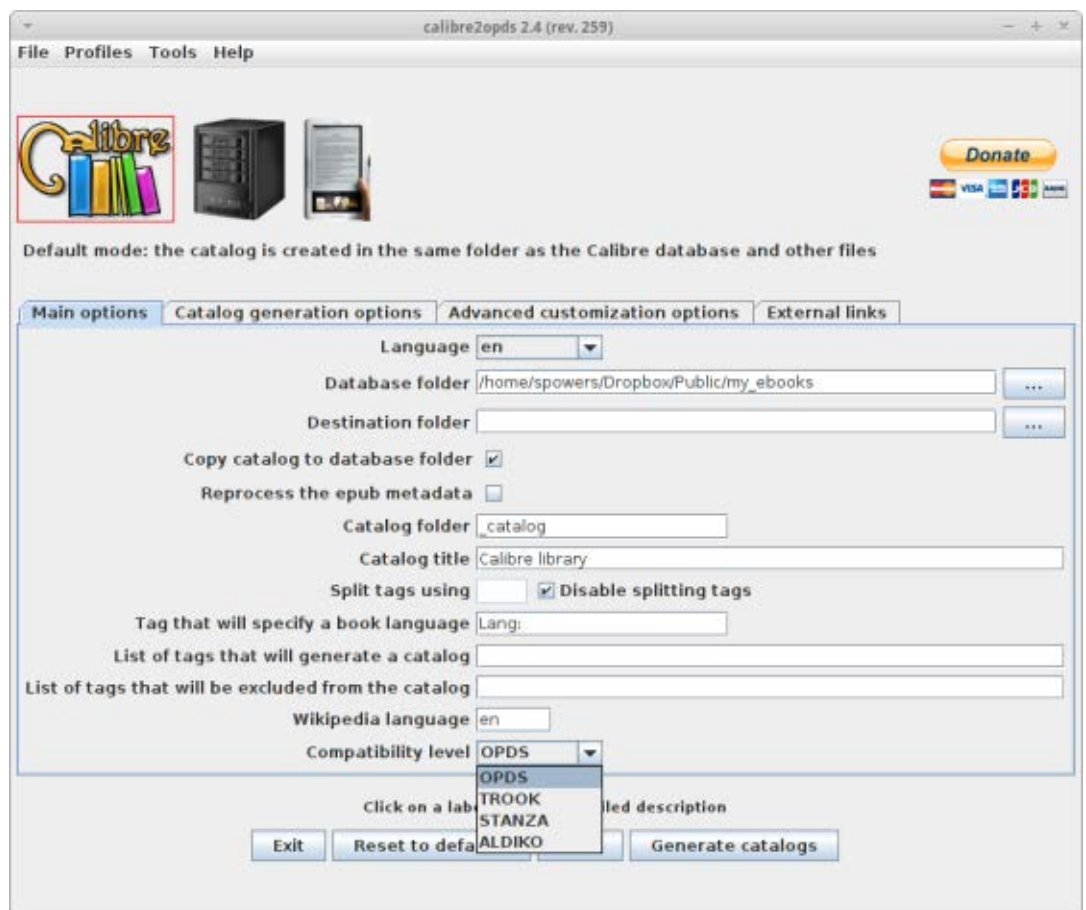 calibre2opds 2.4 (rev. 259)
File Profiles Tools Help
Calibre
Donate
VISA
Default mode: the catalog is created in the same folder as the Calibre database and other files
Main options Catalog generation options Advanced customization options External links
Language en
Database folder /home/spowers/Dropbox/Public/my_ebooks ...
Destination folder ...
Copy catalog to database folder
Reprocess the epub metadata
Catalog folder _catalog
Catalog title Calibre library
Split tags using Disable splitting tags
Tag that will specify a book language Lang:
List of tags that will generate a catalog
List of tags that will be excluded from the catalog
Wikipedia language en
Compatibility level OPDS
OPDS
TROOK
STANZA
ALDIKO
Click on a lab led description
Exit Reset to defa Generate catalogs